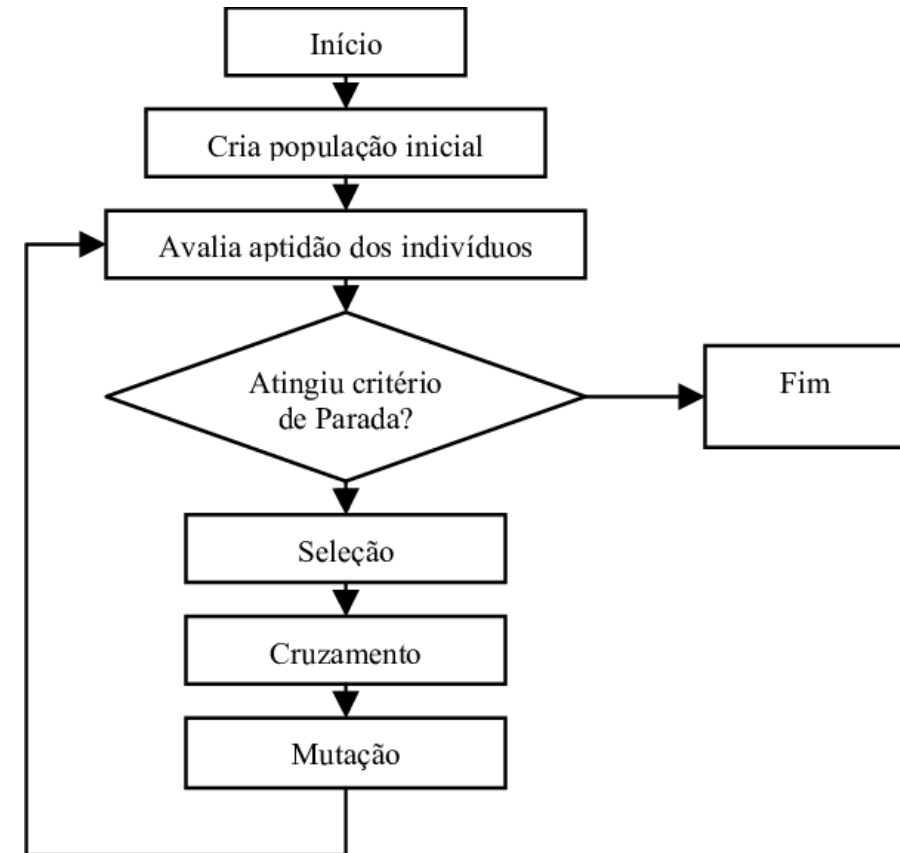 Início
Cria população inicial
Avalia aptidão dos indivíduos
Atingiu critério
de Parada?
Fim
Seleção
Cruzamento
Mutação